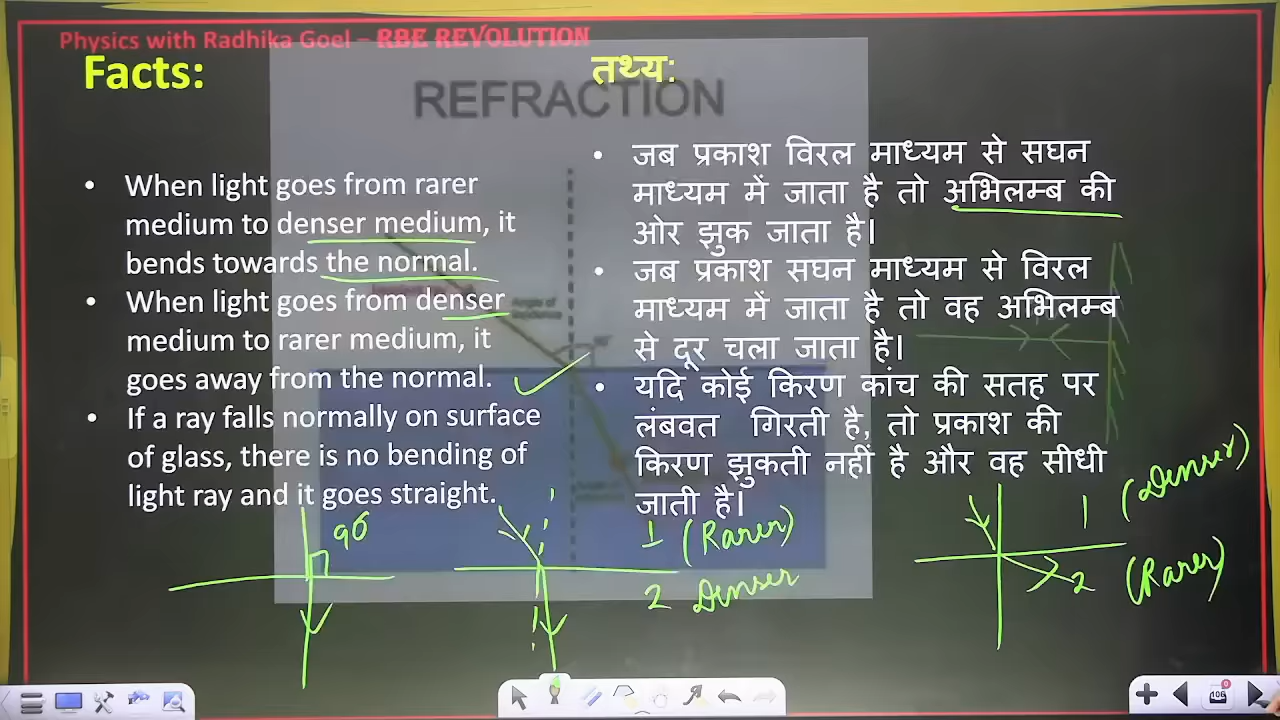 Physics with Radhika Goel – RBE REVOLUTION
Facts:
REFRACTION
• When light goes from rarer
medium to denser medium, it
bends towards the normal.
• When light goes from denser
medium to rarer medium, it
goes away from the normal.
• If a ray falls normally on surface
of glass, there is no bending of
light ray and it goes straight.
तथ्य:
• जब प्रकाश विरल माध्यम से सघन
माध्यम में जाता है तो अभिलम्ब की
ओर झुक जाता है।
• जब प्रकाश सघन माध्यम से विरल
माध्यम में जाता है तो वह अभिलम्ब
से दूर चला जाता है।
• यदि कोई किरण कांच की सतह पर
लंबवत गिरती है, तो प्रकाश की
किरण झुकती नहीं है और वह सीधी
जाती है।
90
1 (Rarer)
2 Denser
1 (Denser)
2 (Rarer)
106